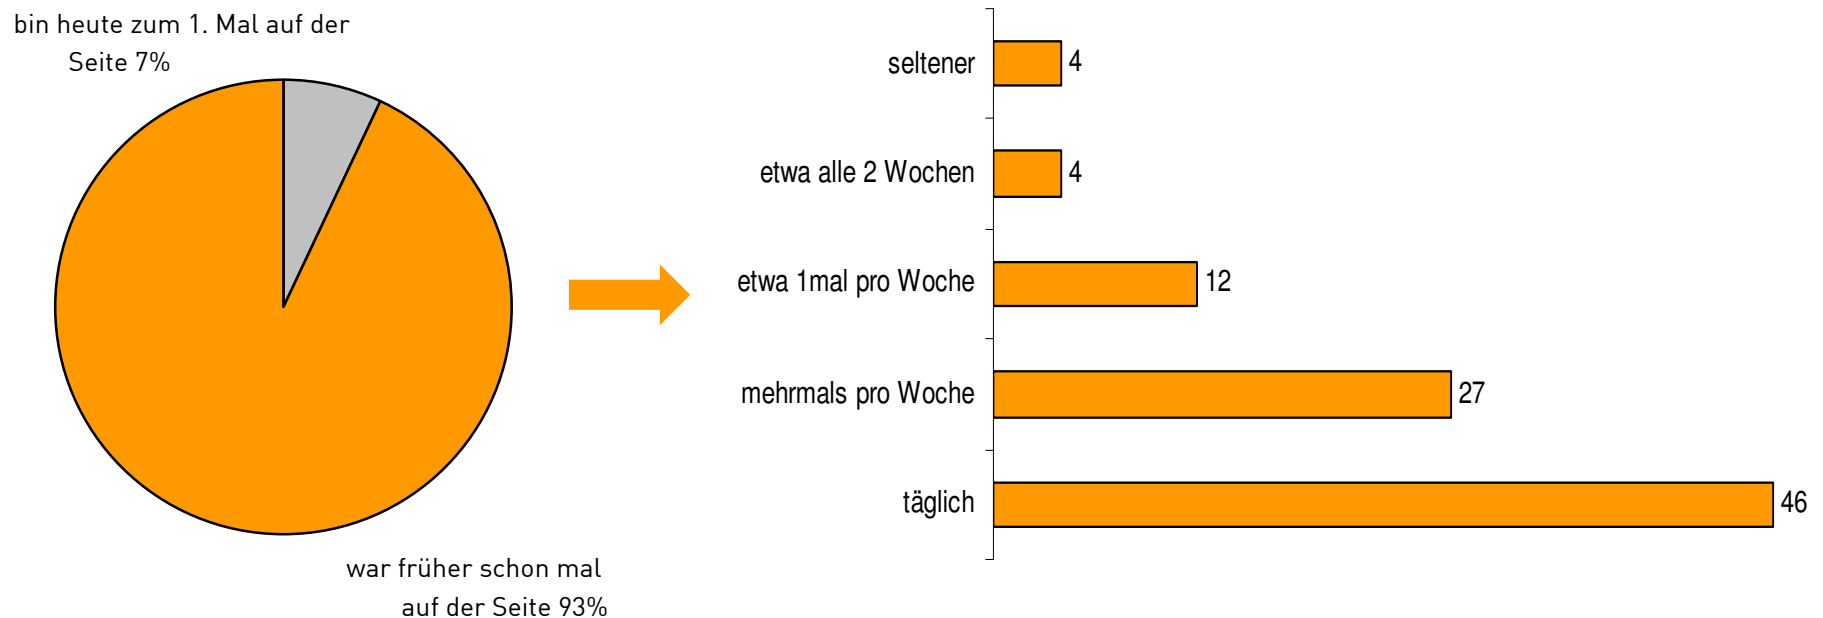 bin heute zum 1. Mal auf der
Seite 7%
war früher schon mal
auf der Seite 93%
seltener 4
etwa alle 2 Wochen 4
etwa 1mal pro Woche 12
mehrmals pro Woche 27
täglich 46